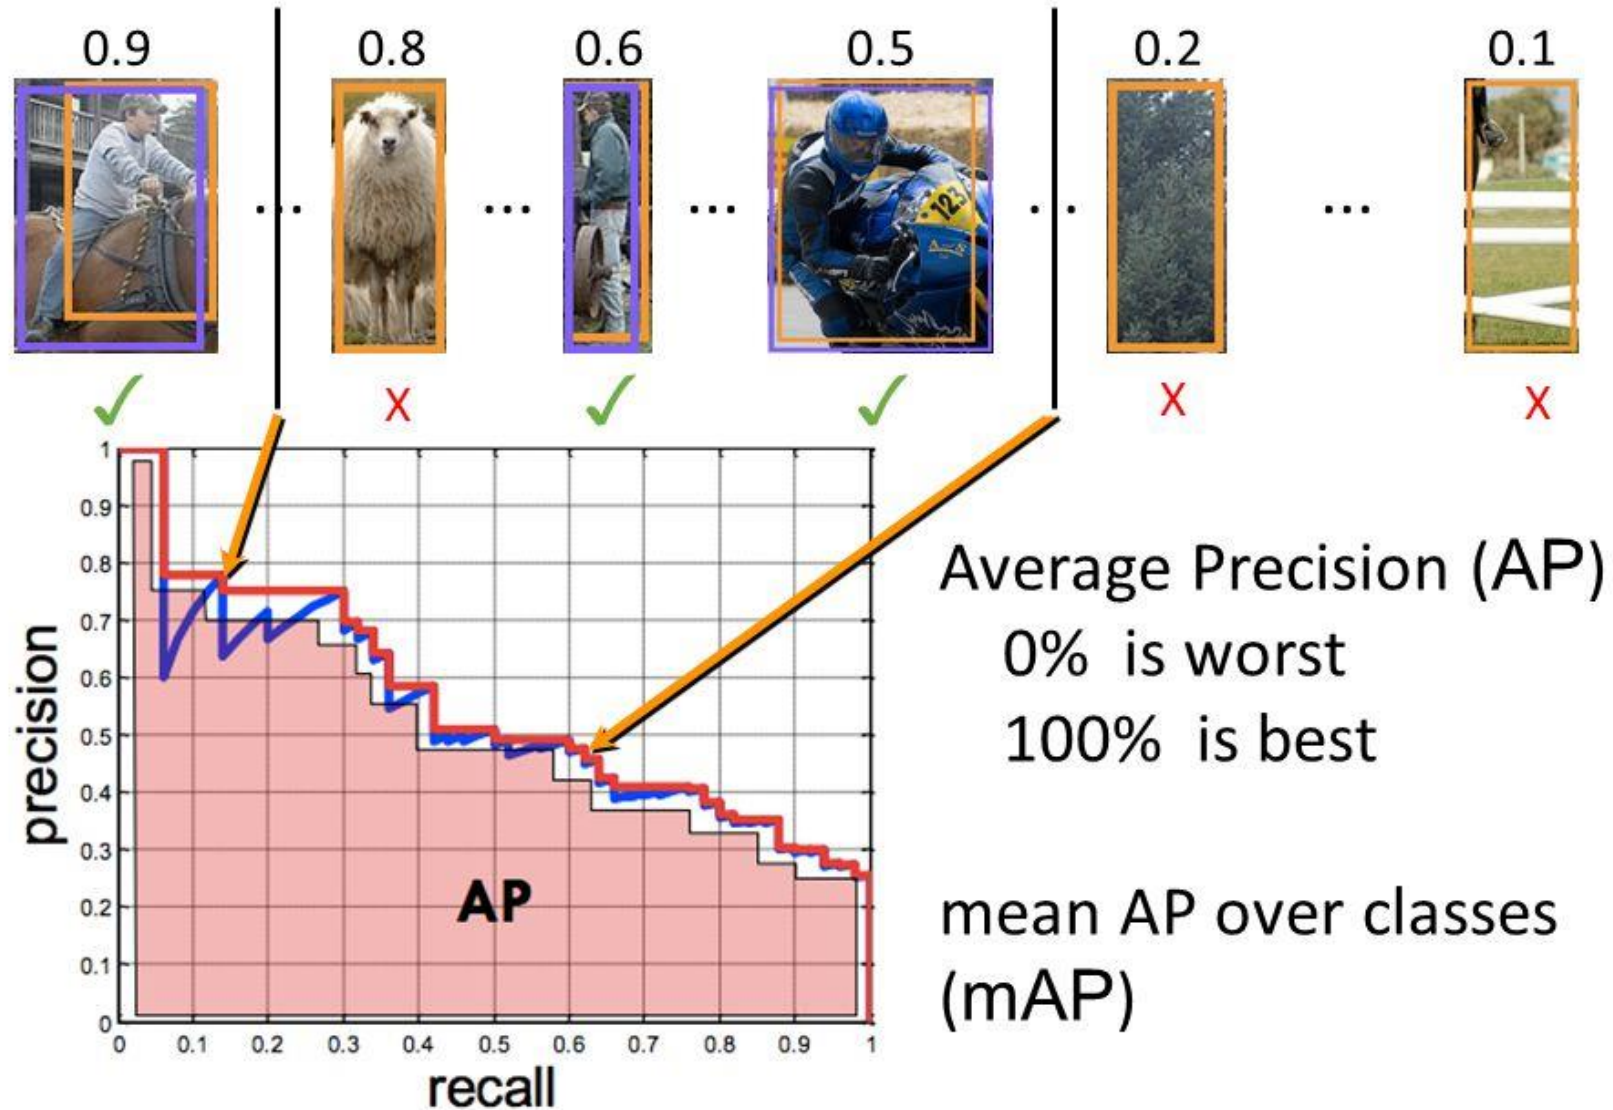 0.9 0.8 0.6 0.5 0.2 0.1
... ... ... ... ...
123
✓ X ✓ ✓ X X
1
0.9
0.8
0.7
0.6
0.5
0.4
0.3
0.2
0.1
0
precision
AP
0 0.1 0.2 0.3 0.4 0.5 0.6 0.7 0.8 0.9 1
recall
Average Precision (AP)
0% is worst
100% is best
mean AP over classes
(mAP)